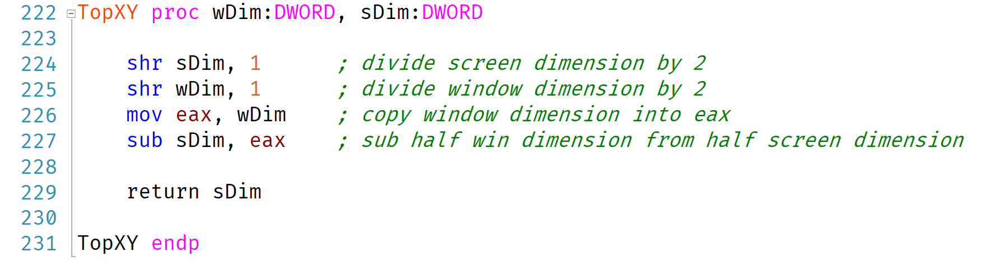 222 TopXY proc wDim:DWORD, sDim:DWORD
223
224     shr sDim, 1      ; divide screen dimension by 2
225     shr wDim, 1      ; divide window dimension by 2
226     mov eax, wDim    ; copy window dimension into eax
227     sub sDim, eax    ; sub half win dimension from half screen dimension
228
229     return sDim
230
231 TopXY endp